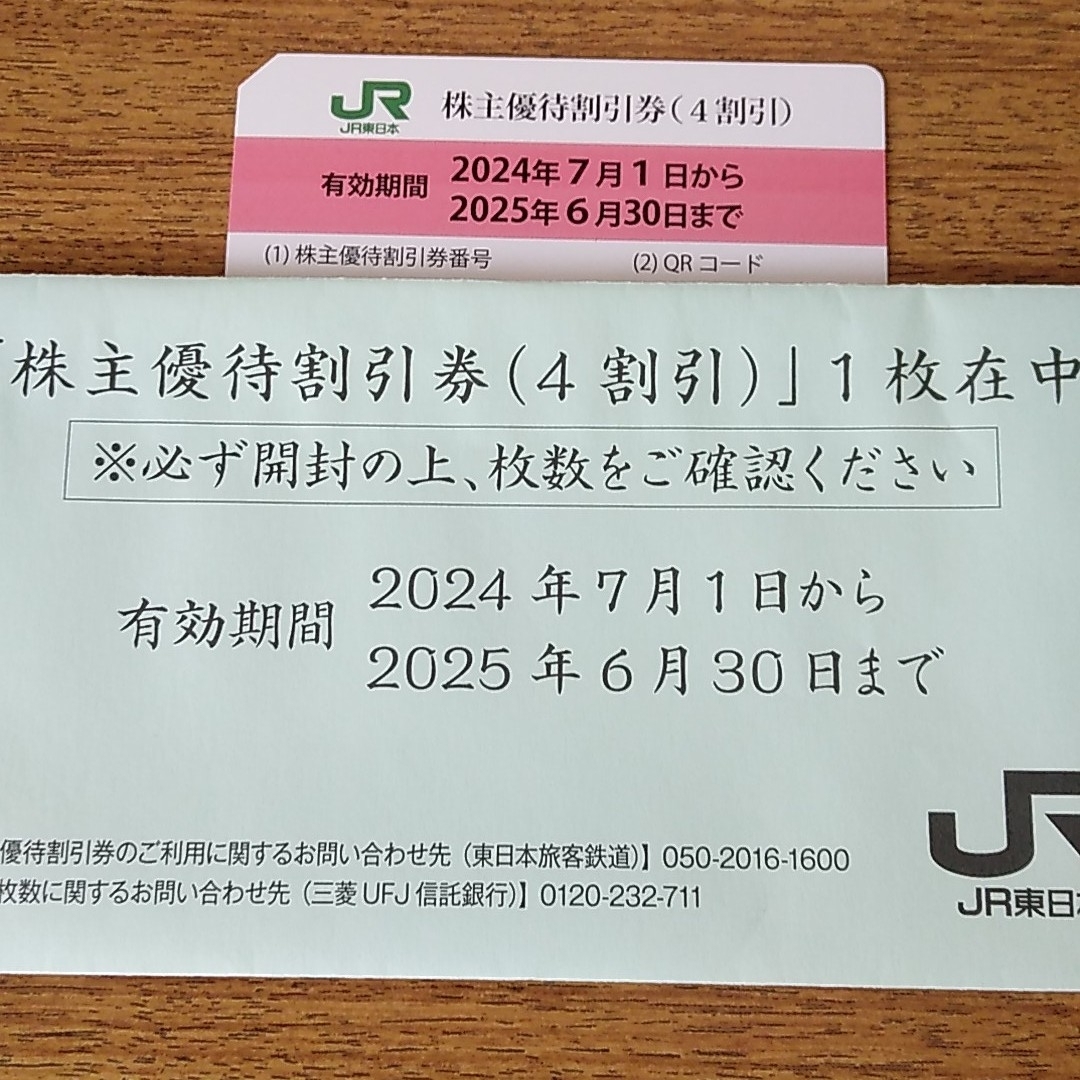 JR
JR東日本
株主優待割引券(4割引)
有効期間
2024年7月1日から
2025年6月30日まで
(1) 株主優待割引券番号
(2) QRコード
「株主優待割引券(4割引)」1枚在中
※必ず開封の上、枚数をご確認ください
有効期間
2024年7月1日から
2025年6月30日まで
優待割引券のご利用に関するお問い合わせ先(東日本旅客鉄道)】050-2016-1600
枚数に関するお問い合わせ先(三菱UFJ信託銀行)】0120-232-711
JR
JR東日